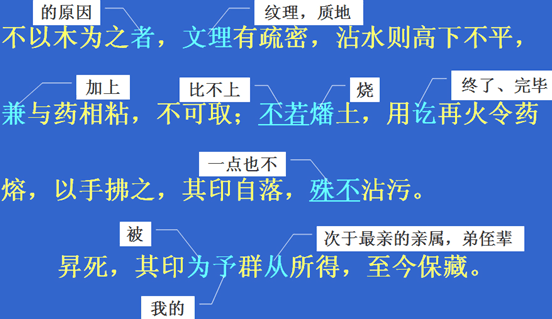 的原因
纹理，质地
不以木为之者，文理有疏密，沾水则高下不平，
加上
比不上
烧
终了、完毕
兼与药相粘，不可取；不若燔土，用讫再火令药
一点也不
熔，以手拂之，其印自落，殊不沾污。
被
次于最亲的亲属，弟侄辈
昇死，其印为予群从所得，至今保藏。
我的